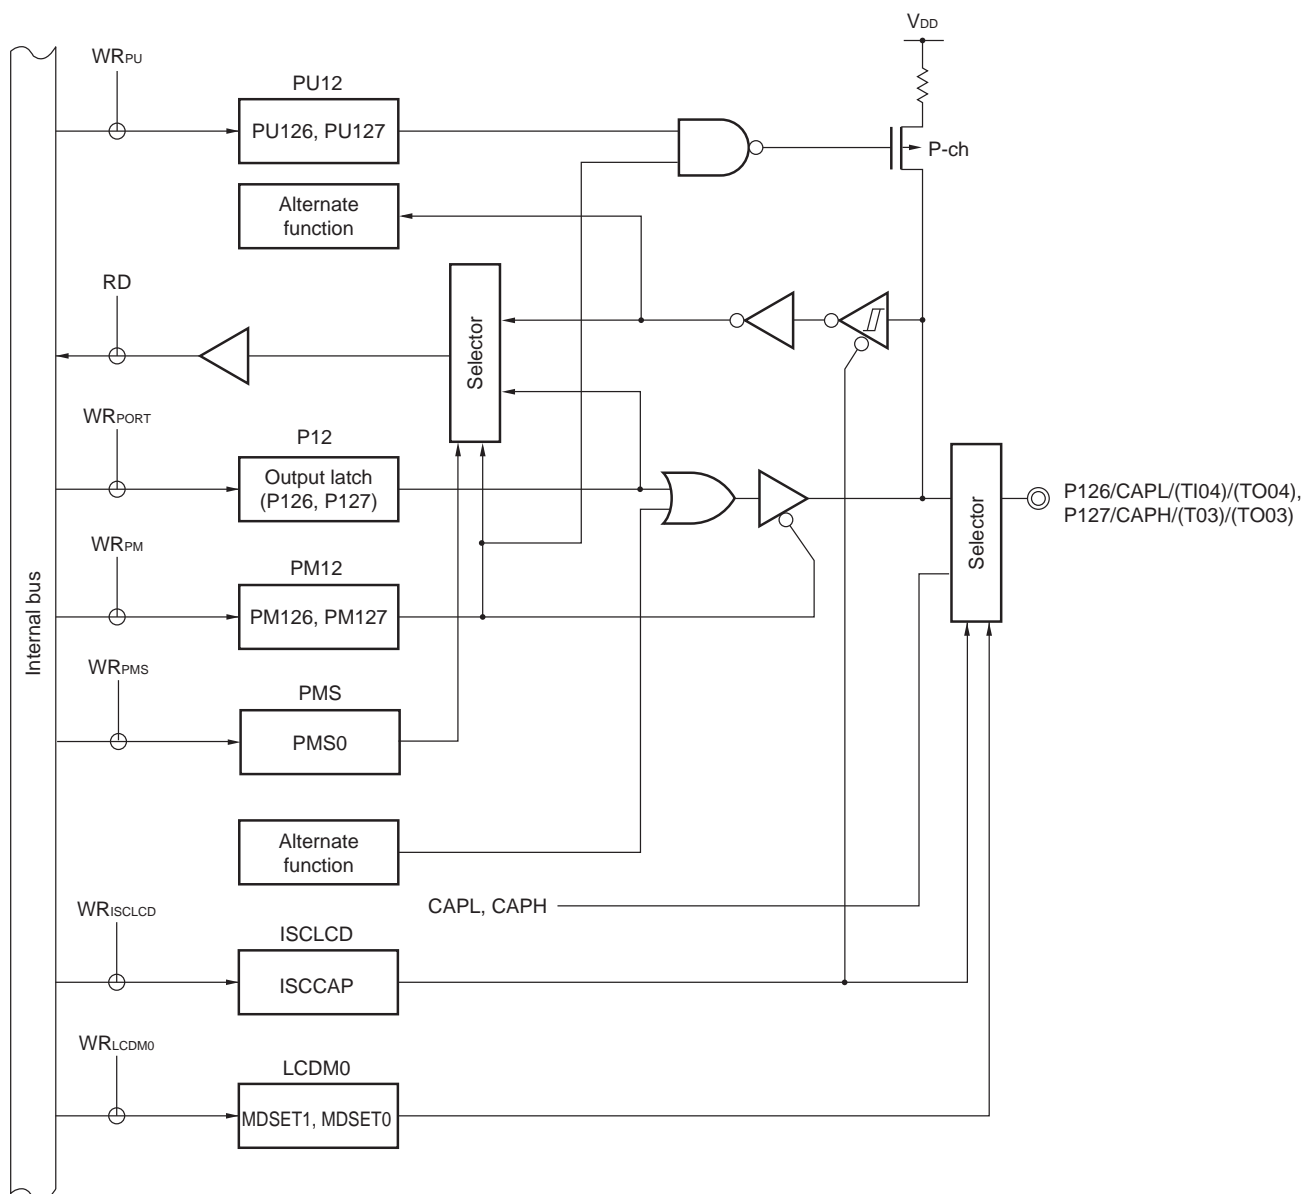 VDD
WRPU
PU12
PU126, PU127
P-ch
Alternate
function
RD
Selector
WRPORT
P12
Output latch
(P126, P127)
P126/CAPL/(TI04)/(TO04),
P127/CAPH/(T03)/(TO03)
Selector
WRPM
PM12
PM126, PM127
Internal bus
WRPMS
PMS
PMS0
Alternate
function
CAPL, CAPH
WRISCLCD
ISCLCD
ISCCAP
WRLCDM0
LCDM0
MDSET1, MDSET0